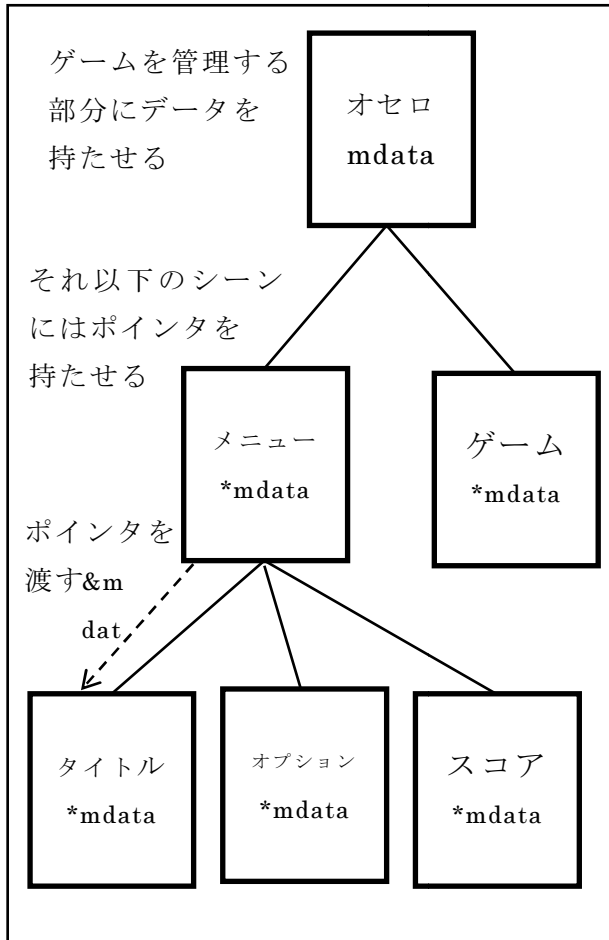 ゲームを管理する
部分にデータを
持たせる
オセロ
mdata
それ以下のシーン
にはポインタを
持たせる
メニュー
*mdata
ゲーム
*mdata
ポインタを
渡す&m
dat
タイトル
*mdata
オプション
*mdata
スコア
*mdata